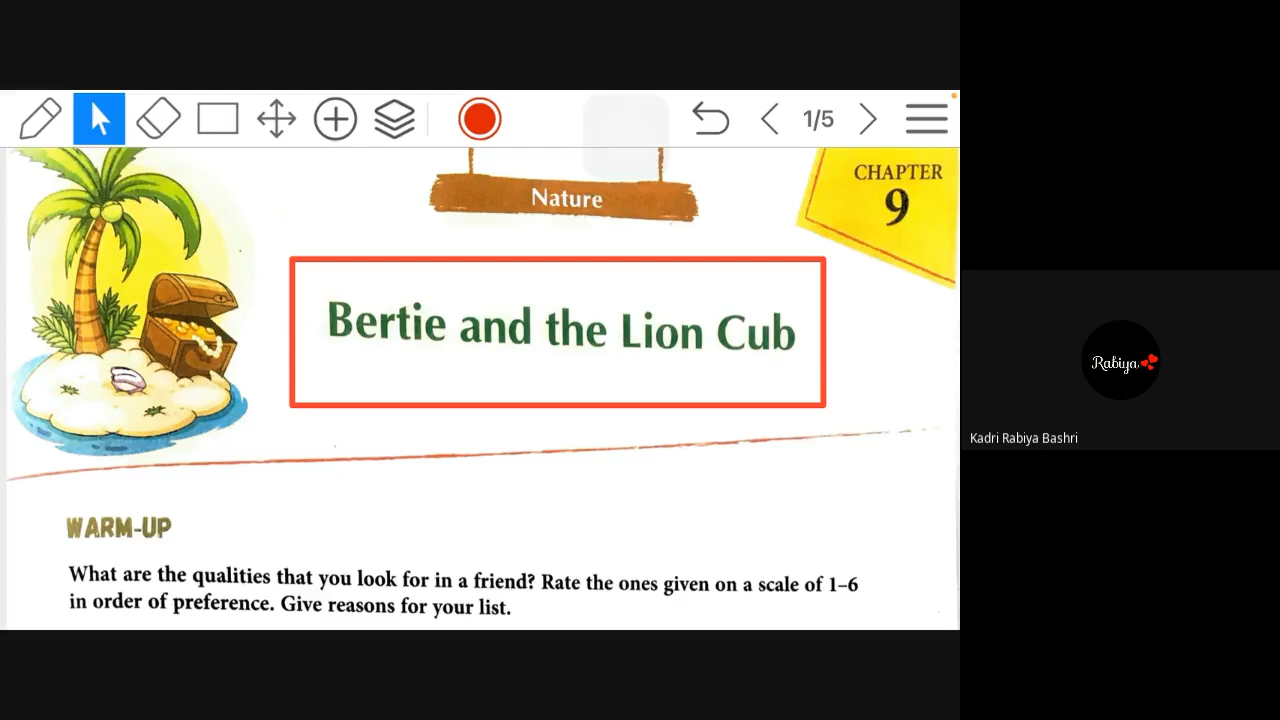 1/5
Nature
CHAPTER
9
Bertie and the Lion Cub
WARM-UP
What are the qualities that you look for in a friend? Rate the ones given on a scale of 1–6
in order of preference. Give reasons for your list.
Rabiya
Kadri Rabiya Bashri